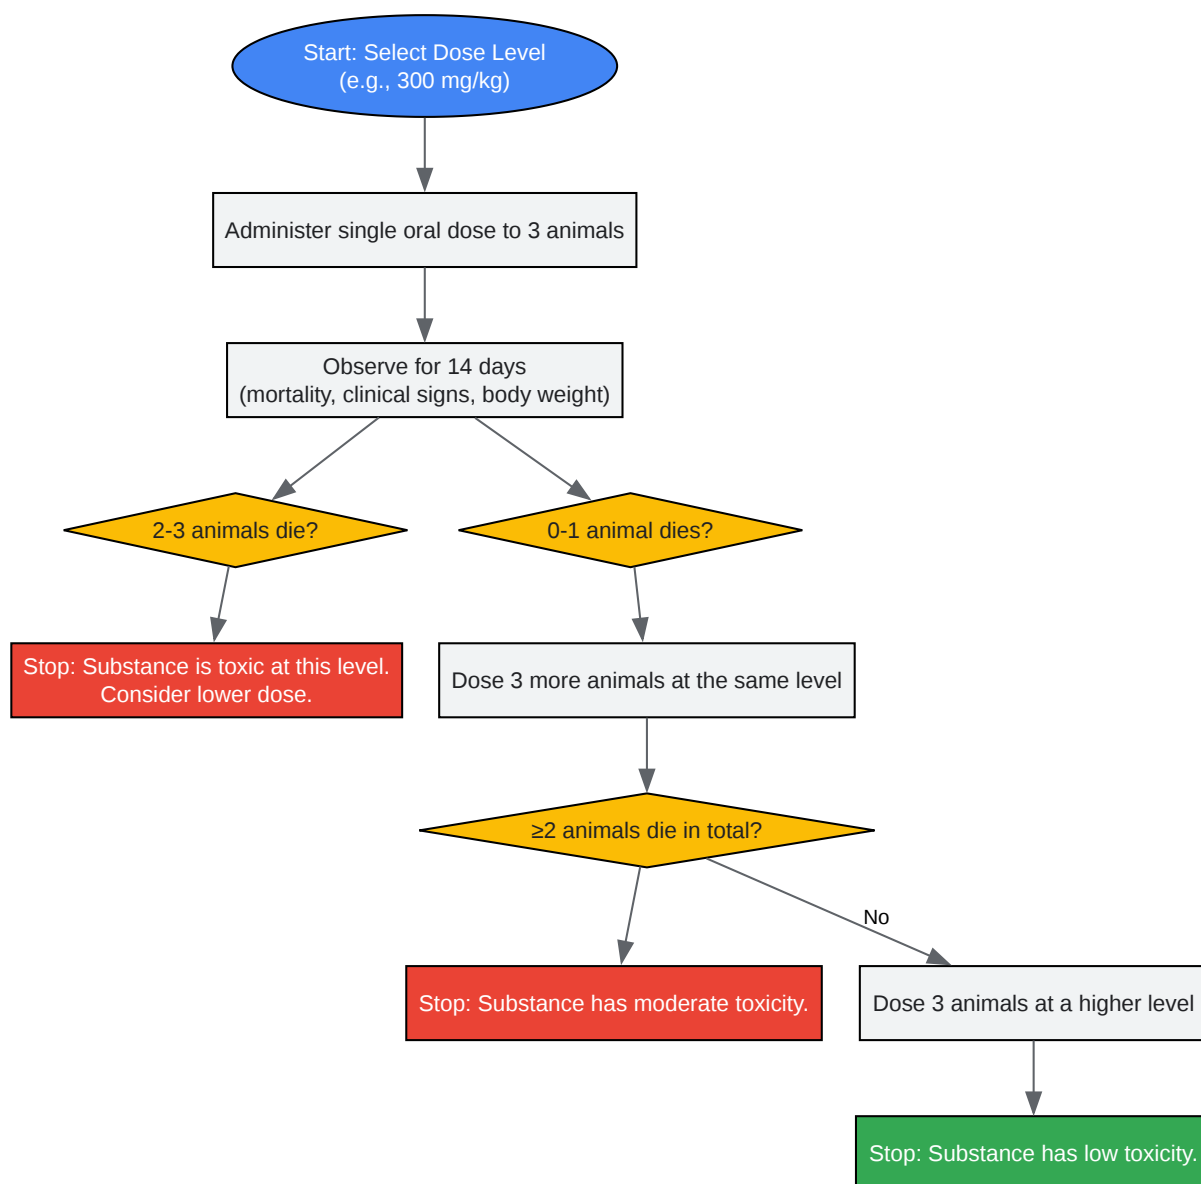 Start: Select Dose Level
(e.g., 300 mg/kg)
Administer single oral dose to 3 animals
Observe for 14 days
(mortality, clinical signs, body weight)
2-3 animals die?
0-1 animal dies?
Stop: Substance is toxic at this level.
Consider lower dose.
Dose 3 more animals at the same level
≥2 animals die in total?
No
Stop: Substance has moderate toxicity.
Dose 3 animals at a higher level
Stop: Substance has low toxicity.